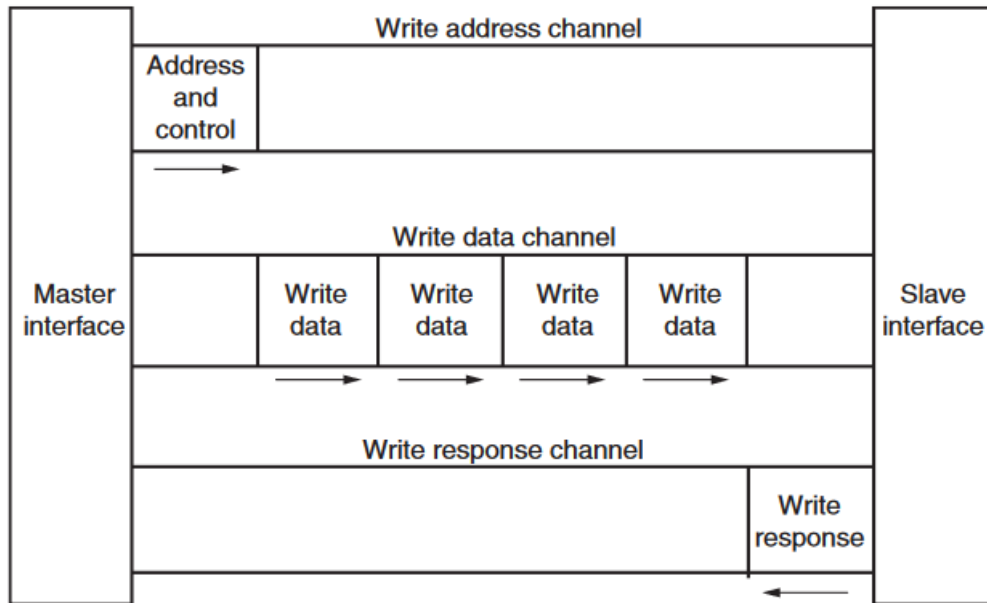 Write address channel
Address
and
control
Write data channel
Master
interface
Write
data
Write
data
Write
data
Write
data
Slave
interface
Write response channel
Write
response